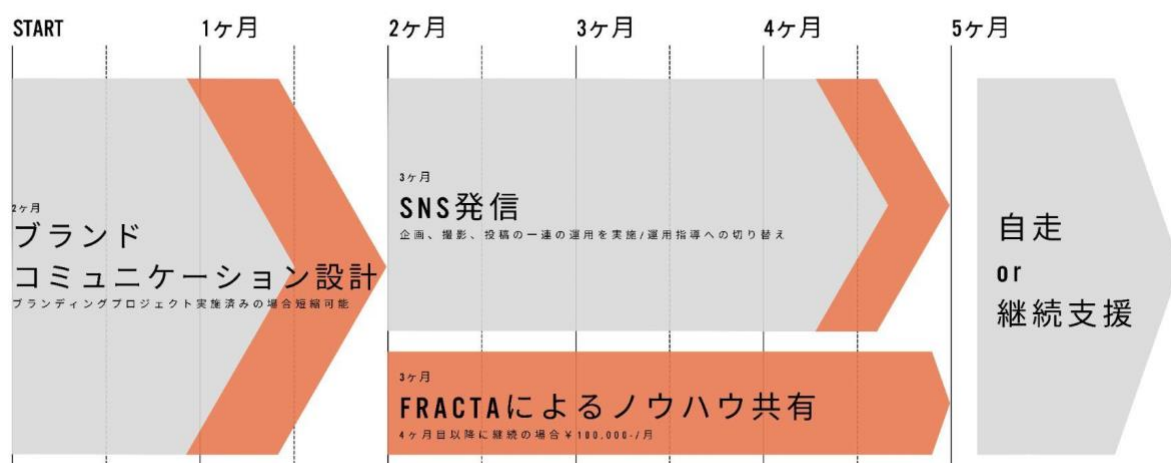 START
1ヶ月
2ヶ月
3ヶ月
4ヶ月
5ヶ月
2ヶ月
ブランド
コミュニケーション設計
ブランディングプロジェクト実施済みの場合短縮可能
3ヶ月
SNS発信
企画、撮影、投稿の一連の運用を実施/運用指導への切り替え
3ヶ月
FRACTAによるノウハウ共有
4ヶ月目以降に継続の場合¥100,000-/月
自走
or
継続支援